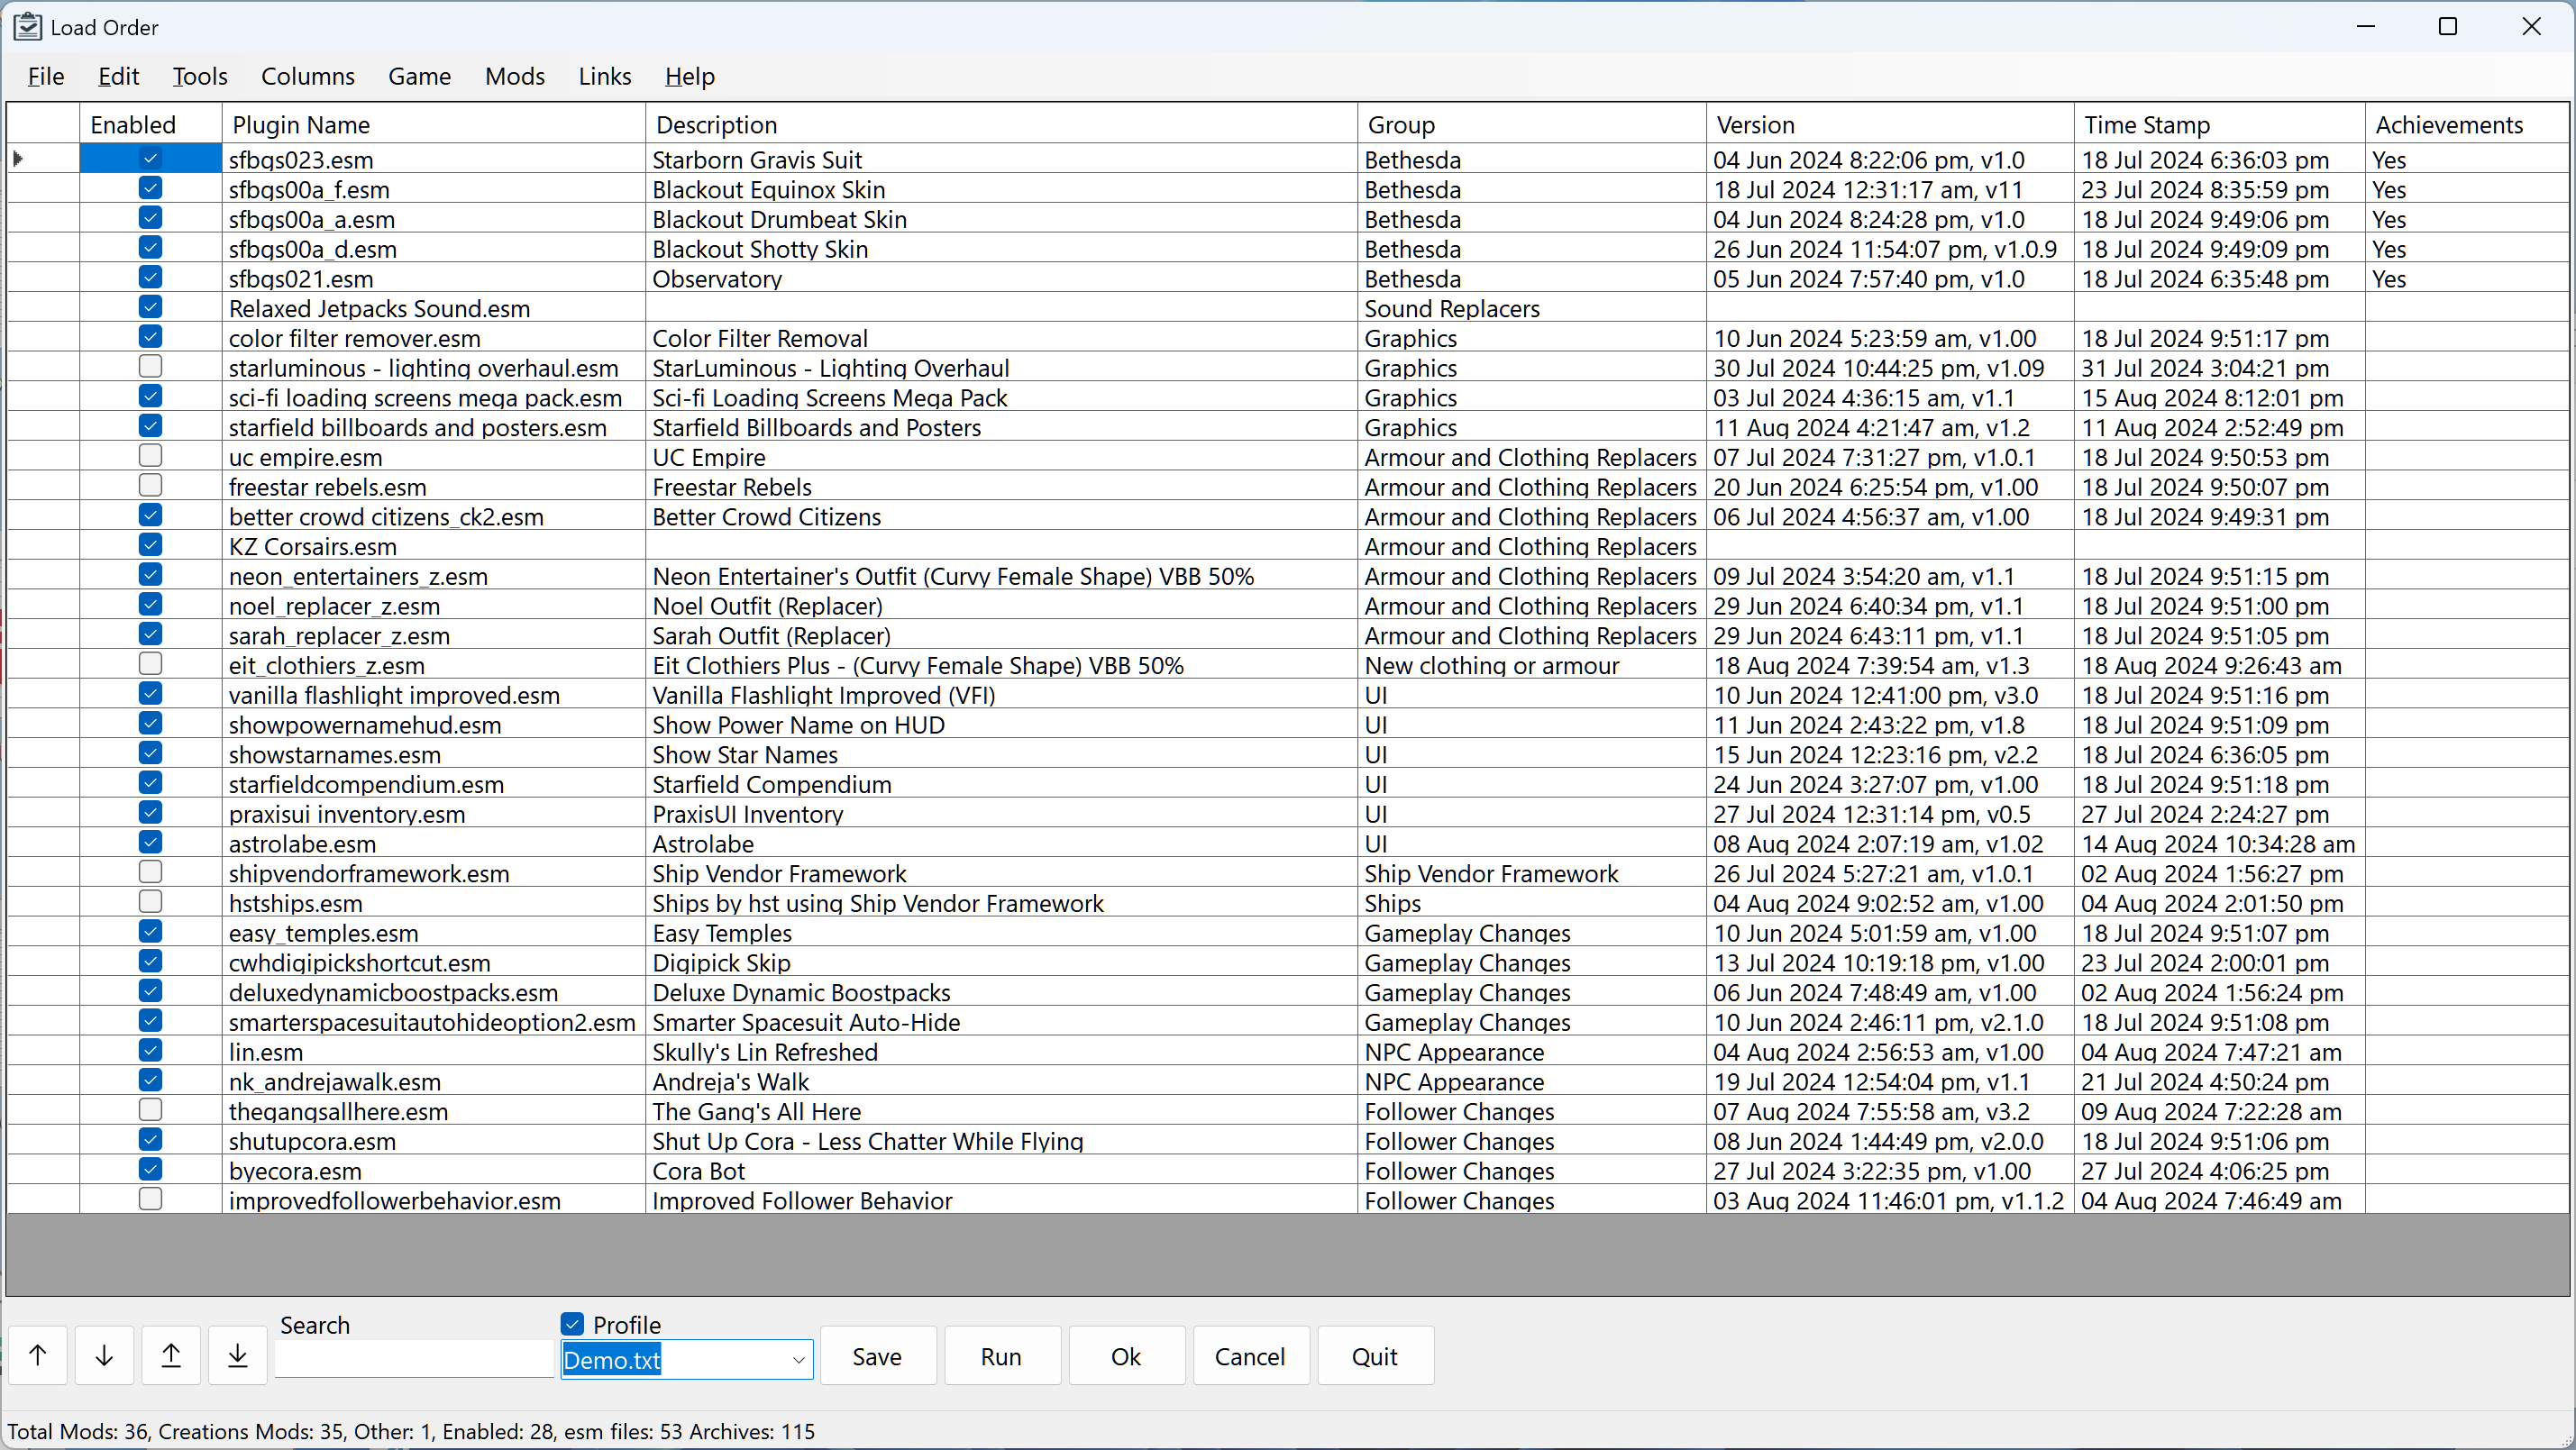 Load Order
File Edit Tools Columns Game Mods Links Help
Enabled Plugin Name Description Group Version Time Stamp Achievements
sfbgs023.esm Starborn Gravis Suit Bethesda 04 Jun 2024 8:22:06 pm, v1.0 18 Jul 2024 6:36:03 pm Yes
sfbgs00a_f.esm Blackout Equinox Skin Bethesda 18 Jul 2024 12:31:17 am, v11 23 Jul 2024 8:35:59 pm Yes
sfbgs00a_a.esm Blackout Drumbeat Skin Bethesda 04 Jun 2024 8:24:28 pm, v1.0 18 Jul 2024 9:49:06 pm Yes
sfbgs00a_d.esm Blackout Shotty Skin Bethesda 26 Jun 2024 11:54:07 pm, v1.0.9 18 Jul 2024 9:49:09 pm Yes
sfbgs021.esm Observatory Bethesda 05 Jun 2024 7:57:40 pm, v1.0 18 Jul 2024 6:35:48 pm Yes
Relaxed Jetpacks Sound.esm Sound Replacers
color filter remover.esm Color Filter Removal Graphics 10 Jun 2024 5:23:59 am, v1.00 18 Jul 2024 9:51:17 pm
starluminous - lighting overhaul.esm StarLuminous - Lighting Overhaul Graphics 30 Jul 2024 10:44:25 pm, v1.09 31 Jul 2024 3:04:21 pm
sci-fi loading screens mega pack.esm Sci-fi Loading Screens Mega Pack Graphics 03 Jul 2024 4:36:15 am, v1.1 15 Aug 2024 8:12:01 pm
starfield billboards and posters.esm Starfield Billboards and Posters Graphics 11 Aug 2024 4:21:47 am, v1.2 11 Aug 2024 2:52:49 pm
uc empire.esm UC Empire Armour and Clothing Replacers 07 Jul 2024 7:31:27 pm, v1.0.1 18 Jul 2024 9:50:53 pm
freestar rebels.esm Freestar Rebels Armour and Clothing Replacers 20 Jun 2024 6:25:54 pm, v1.00 18 Jul 2024 9:50:07 pm
better crowd citizens_ck2.esm Better Crowd Citizens Armour and Clothing Replacers 06 Jul 2024 4:56:37 am, v1.00 18 Jul 2024 9:49:31 pm
KZ Corsairs.esm Armour and Clothing Replacers
neon_entertainers_z.esm Neon Entertainer's Outfit (Curvy Female Shape) VBB 50% Armour and Clothing Replacers 09 Jul 2024 3:54:20 am, v1.1 18 Jul 2024 9:51:15 pm
noel_replacer_z.esm Noel Outfit (Replacer) Armour and Clothing Replacers 29 Jun 2024 6:40:34 pm, v1.1 18 Jul 2024 9:51:00 pm
sarah_replacer_z.esm Sarah Outfit (Replacer) Armour and Clothing Replacers 29 Jun 2024 6:43:11 pm, v1.1 18 Jul 2024 9:51:05 pm
eit_clothiers_z.esm Eit Clothiers Plus - (Curvy Female Shape) VBB 50% New clothing or armour 18 Aug 2024 7:39:54 am, v1.3 18 Aug 2024 9:26:43 am
vanilla flashlight improved.esm Vanilla Flashlight Improved (VFI) UI 10 Jun 2024 12:41:00 pm, v3.0 18 Jul 2024 9:51:16 pm
showpowernamehud.esm Show Power Name on HUD UI 11 Jun 2024 2:43:22 pm, v1.8 18 Jul 2024 9:51:09 pm
showstarnames.esm Show Star Names UI 15 Jun 2024 12:23:16 pm, v2.2 18 Jul 2024 6:36:05 pm
starfieldcompendium.esm Starfield Compendium UI 24 Jun 2024 3:27:07 pm, v1.00 18 Jul 2024 9:51:18 pm
praxisui inventory.esm PraxisUI Inventory UI 27 Jul 2024 12:31:14 pm, v0.5 27 Jul 2024 2:24:27 pm
astrolabe.esm Astrolabe UI 08 Aug 2024 2:07:19 am, v1.02 14 Aug 2024 10:34:28 am
shipvendorframework.esm Ship Vendor Framework Ship Vendor Framework 26 Jul 2024 5:27:21 am, v1.0.1 02 Aug 2024 1:56:27 pm
hstships.esm Ships by hst using Ship Vendor Framework Ships 04 Aug 2024 9:02:52 am, v1.00 04 Aug 2024 2:01:50 pm
easy_temples.esm Easy Temples Gameplay Changes 10 Jun 2024 5:01:59 am, v1.00 18 Jul 2024 9:51:07 pm
cwhdigipickshortcut.esm Digipick Skip Gameplay Changes 13 Jul 2024 10:19:18 pm, v1.00 23 Jul 2024 2:00:01 pm
deluxedynamicboostpacks.esm Deluxe Dynamic Boostpacks Gameplay Changes 06 Jun 2024 7:48:49 am, v1.00 02 Aug 2024 1:56:24 pm
smarterspacesuitautohideoption2.esm Smarter Spacesuit Auto-Hide Gameplay Changes 10 Jun 2024 2:46:11 pm, v2.1.0 18 Jul 2024 9:51:08 pm
lin.esm Skully's Lin Refreshed NPC Appearance 04 Aug 2024 2:56:53 am, v1.00 04 Aug 2024 7:47:21 am
nk_andrejawalk.esm Andreja's Walk NPC Appearance 19 Jul 2024 12:54:04 pm, v1.1 21 Jul 2024 4:50:24 pm
thegangsallhere.esm The Gang's All Here Follower Changes 07 Aug 2024 7:55:58 am, v3.2 09 Aug 2024 7:22:28 am
shutupcora.esm Shut Up Cora - Less Chatter While Flying Follower Changes 08 Jun 2024 1:44:49 pm, v2.0.0 18 Jul 2024 9:51:06 pm
byecora.esm Cora Bot Follower Changes 27 Jul 2024 3:22:35 pm, v1.00 27 Jul 2024 4:06:25 pm
improvedfollowerbehavior.esm Improved Follower Behavior Follower Changes 03 Aug 2024 11:46:01 pm, v1.1.2 04 Aug 2024 7:46:49 am
Search Profile
Demo.txt Save Run Ok Cancel Quit
Total Mods: 36, Creations Mods: 35, Other: 1, Enabled: 28, esm files: 53 Archives: 115